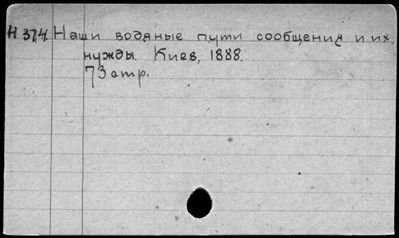 Н 374 Наши водяные пути сообщения и их
нужды. Киев, 1888.
73 стр.